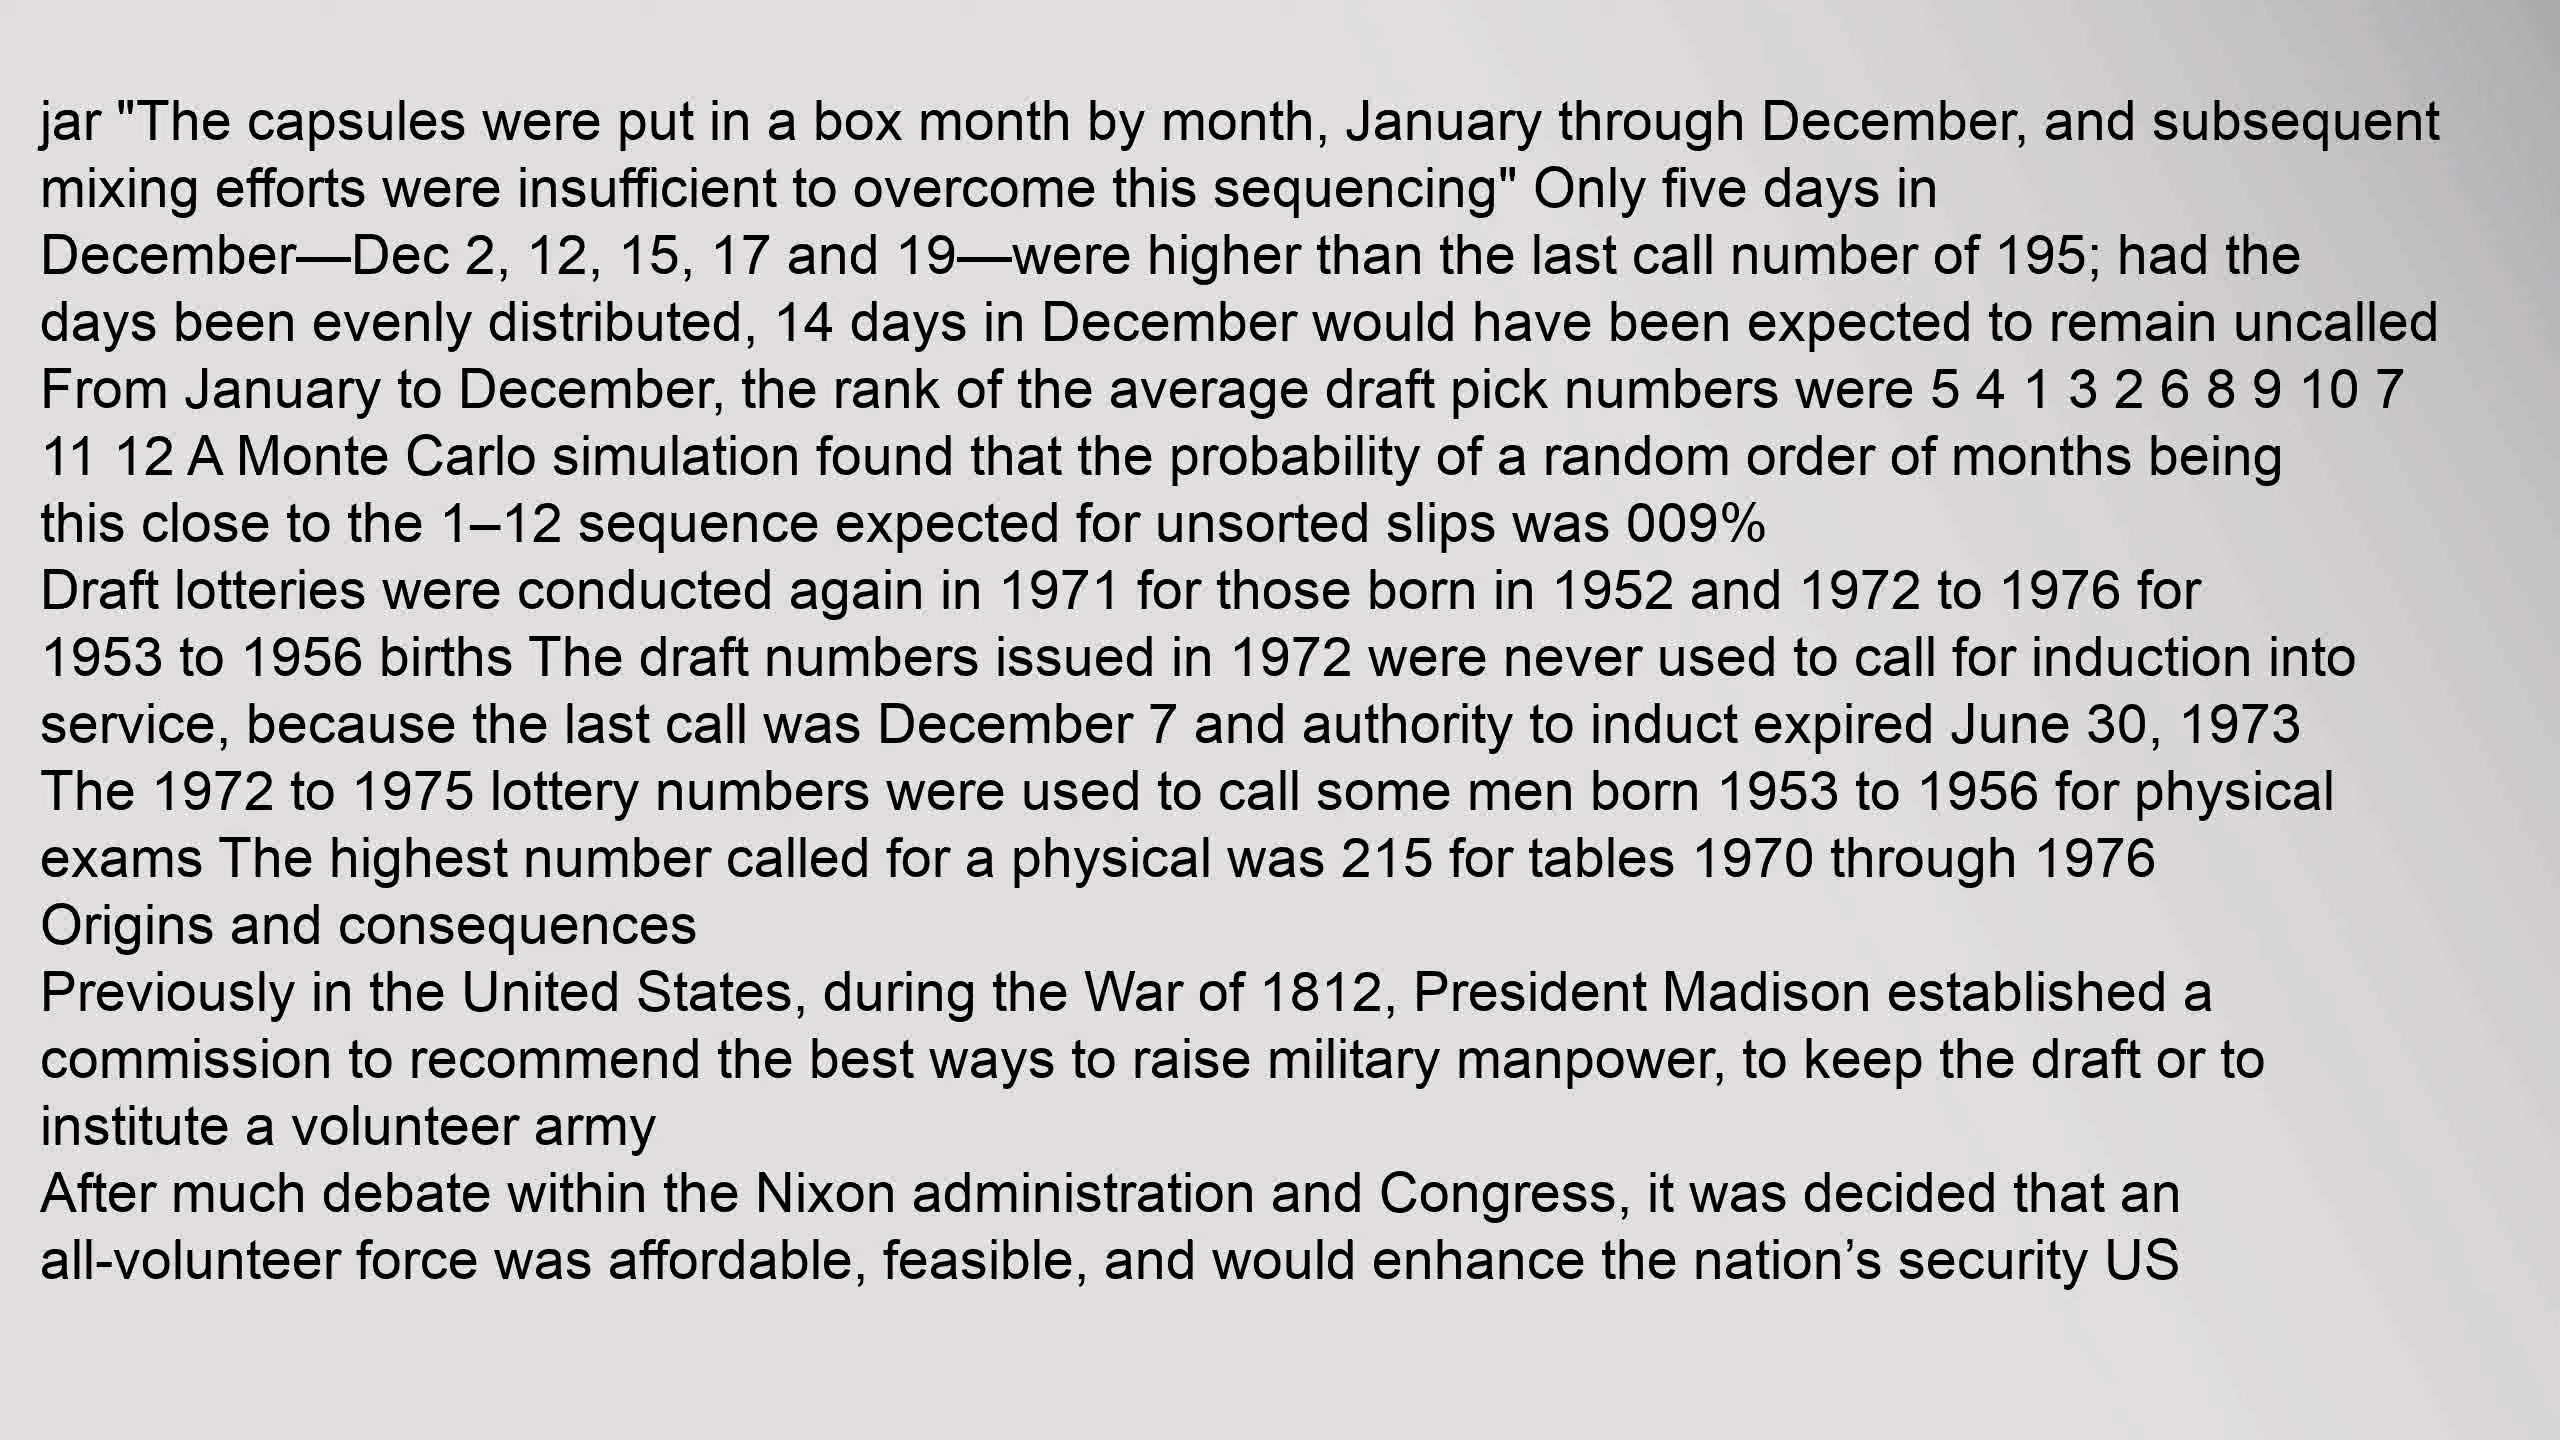 jar "The capsules were put in a box month by month, January through December, and subsequent
mixing efforts were insufficient to overcome this sequencing" Only five days in
December—Dec 2, 12, 15, 17 and 19—were higher than the last call number of 195; had the
days been evenly distributed, 14 days in December would have been expected to remain uncalled
From January to December, the rank of the average draft pick numbers were 5 4 1 3 2 6 8 9 10 7
11 12 A Monte Carlo simulation found that the probability of a random order of months being
this close to the 1–12 sequence expected for unsorted slips was 009%
Draft lotteries were conducted again in 1971 for those born in 1952 and 1972 to 1976 for
1953 to 1956 births The draft numbers issued in 1972 were never used to call for induction into
service, because the last call was December 7 and authority to induct expired June 30, 1973
The 1972 to 1975 lottery numbers were used to call some men born 1953 to 1956 for physical
exams The highest number called for a physical was 215 for tables 1970 through 1976
Origins and consequences
Previously in the United States, during the War of 1812, President Madison established a
commission to recommend the best ways to raise military manpower, to keep the draft or to
institute a volunteer army
After much debate within the Nixon administration and Congress, it was decided that an
all-volunteer force was affordable, feasible, and would enhance the nation’s security US